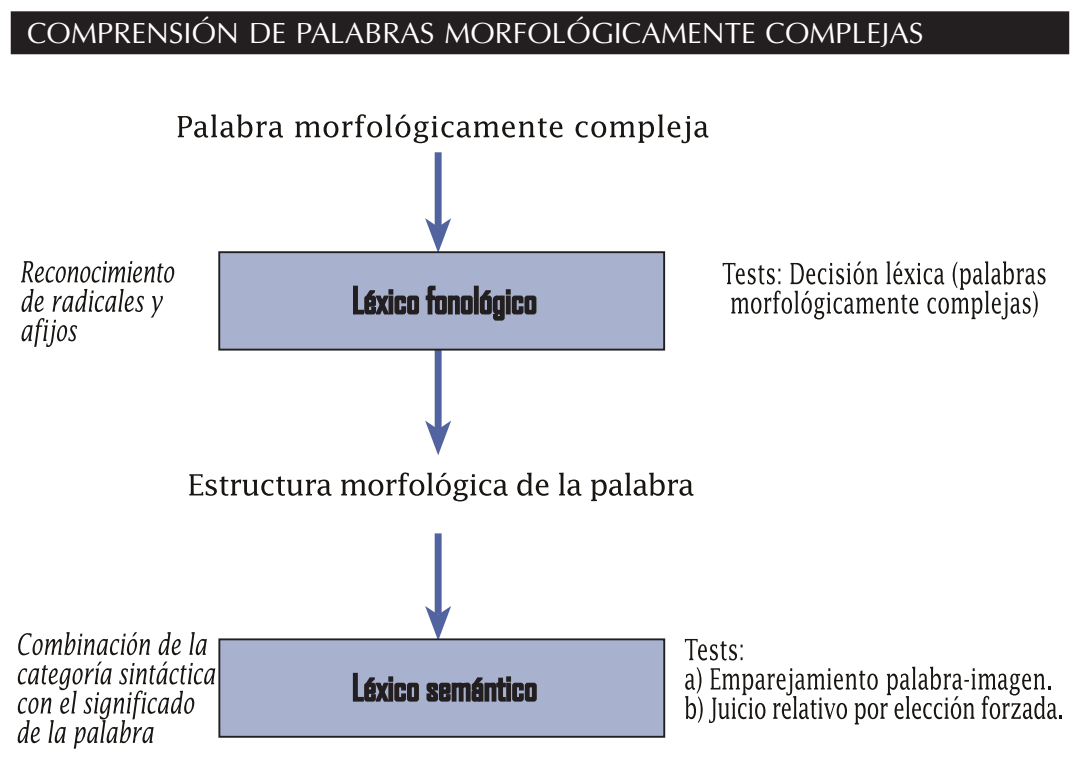 COMPRENSIÓN DE PALABRAS MORFOLÓGICAMENTE COMPLEJAS
Palabra morfológicamente compleja
Reconocimiento
de radicales y
afijos
Léxico fonológico
Tests: Decisión léxica (palabras
morfológicamente complejas)
Estructura morfológica de la palabra
Combinación de la
categoría sintáctica
con el significado
de la palabra
Léxico semántico
Tests:
a) Emparejamiento palabra-imagen.
b) Juicio relativo por elección forzada.